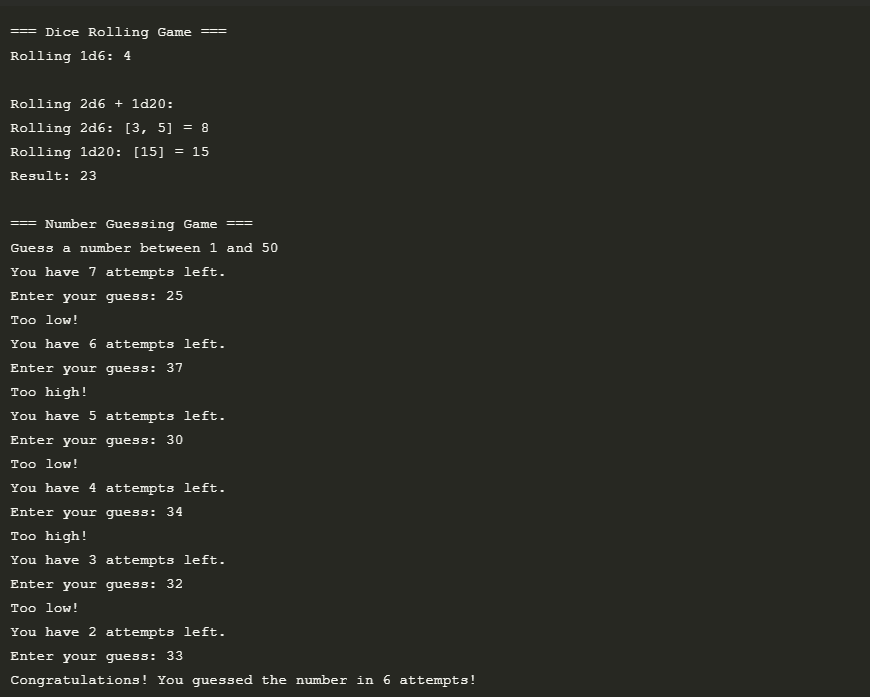 === Dice Rolling Game ===
Rolling 1d6: 4
Rolling 2d6 + 1d20:
Rolling 2d6: [3, 5] = 8
Rolling 1d20: [15] = 15
Result: 23
=== Number Guessing Game ===
Guess a number between 1 and 50
You have 7 attempts left.
Enter your guess: 25
Too low!
You have 6 attempts left.
Enter your guess: 37
Too high!
You have 5 attempts left.
Enter your guess: 30
Too low!
You have 4 attempts left.
Enter your guess: 34
Too high!
You have 3 attempts left.
Enter your guess: 32
Too low!
You have 2 attempts left.
Enter your guess: 33
Congratulations! You guessed the number in 6 attempts!